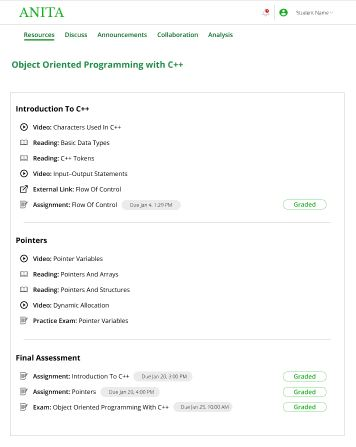 ANITA
Student Name
Resources Discuss Announcements Collaboration Analysis
Object Oriented Programming with C++
Introduction To C++
Video: Characters Used In C++
Reading: Basic Data Types
Reading: C++ Tokens
Video: Input-Output Statements
External Link: Flow Of Control
Assignment: Flow Of Control Due Jan 4, 1:29 PM Graded
Pointers
Video: Pointer Variables
Reading: Pointers And Arrays
Reading: Pointers And Structures
Video: Dynamic Allocation
Practice Exam: Pointer Variables
Final Assessment
Assignment: Introduction To C++ Due Jan 20, 3:00 PM Graded
Assignment: Pointers Due Jan 20, 4:00 PM Graded
Exam: Object Oriented Programming With C++ Due Jan 25, 10:00 AM Graded